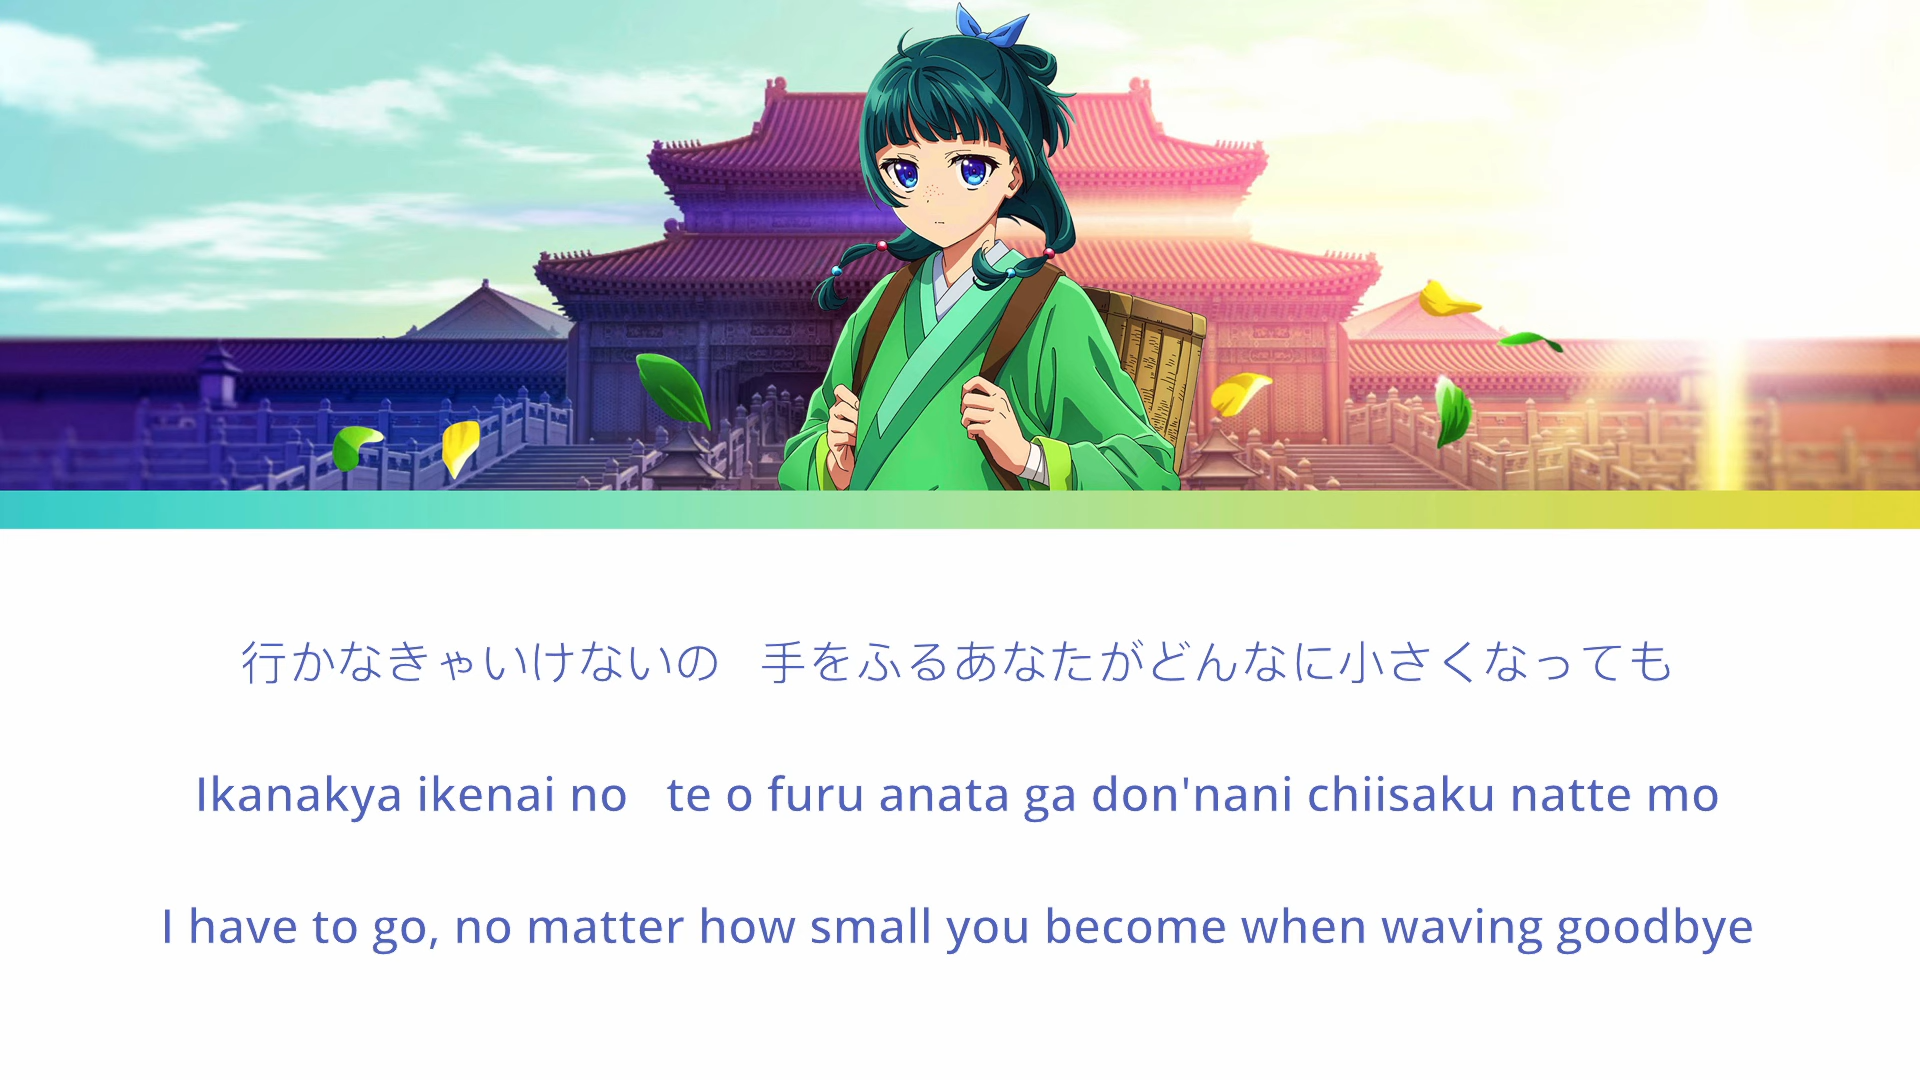 行かなきゃいけないの 手をふるあなたがどんなに小さくなっても
Ikanakya ikenai no te o furu anata ga don'nani chiisaku natte mo
I have to go, no matter how small you become when waving goodbye